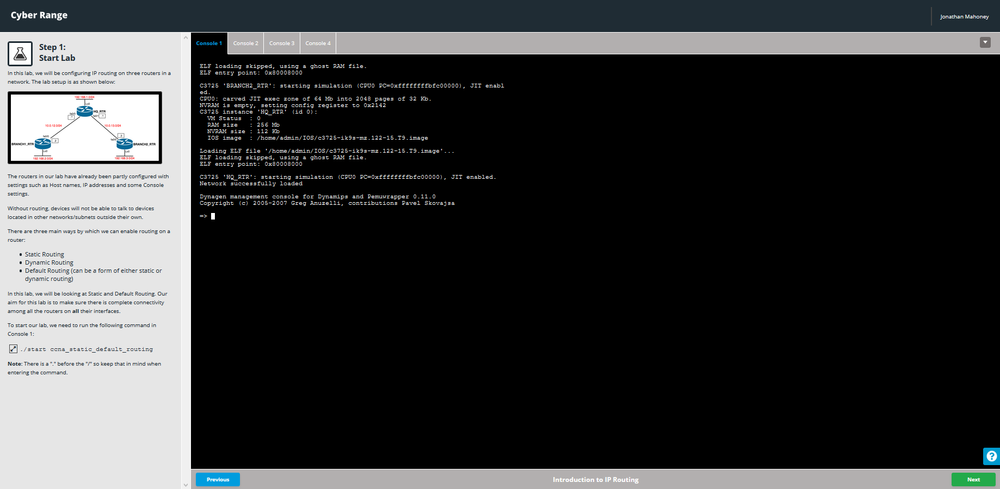 Cyber Range
Jonathan Mahoney
Step 1:
Start Lab
In this lab, we will be configuring IP routing on three routers in a
network. The lab setup is as shown below:
192.168.1.0/24
Lo0
HQ_RTR
fa0/0
fa0/1
.1
.1
10.0.12.0/24
10.0.13.0/24
fa0/0
.2
.3
fa0/0
BRANCH1_RTR
BRANCH2_RTR
Lo0
Lo0
192.168.2.0/24
192.168.3.0/24
The routers in our lab have already been partly configured with
settings such as Host names, IP addresses and some Console
settings.
Without routing, devices will not be able to talk to devices
located in other networks/subnets outside their own.
There are three main ways by which we can enable routing on a
router:
• Static Routing
• Dynamic Routing
• Default Routing (can be a form of either static or
dynamic routing)
In this lab, we will be looking at Static and Default Routing. Our
aim for this lab is to make sure there is complete connectivity
among all the routers on all their interfaces.
To start our lab, we need to run the following command in
Console 1:
./start ccna_static_default_routing
Note: There is a "." before the "/" so keep that in mind when
entering the command.
Console 1
Console 2
Console 3
Console 4
ELF loading skipped, using a ghost RAM file.
ELF entry point: 0x80008000
C3725 'BRANCH2_RTR': starting simulation (CPU0 PC=0xffffffffbfc00000), JIT enabl
ed.
CPU0: carved JIT exec zone of 64 Mb into 2048 pages of 32 Kb.
NVRAM is empty, setting config register to 0x2142
C3725 instance 'HQ_RTR' (id 0):
VM Status : 0
RAM size : 256 Mb
NVRAM size : 112 Kb
IOS image : /home/admin/IOS/c3725-ik9s-mz.122-15.T9.image
Loading ELF file '/home/admin/IOS/c3725-ik9s-mz.122-15.T9.image'...
ELF loading skipped, using a ghost RAM file.
ELF entry point: 0x80008000
C3725 'HQ_RTR': starting simulation (CPU0 PC=0xffffffffbfc00000), JIT enabled.
Network successfully loaded
Dynagen management console for Dynamips and Pemuwrapper 0.11.0
Copyright (c) 2005-2007 Greg Anuzelli, contributions Pavel Skovajsa
=>
?
Previous
Introduction to IP Routing
Next